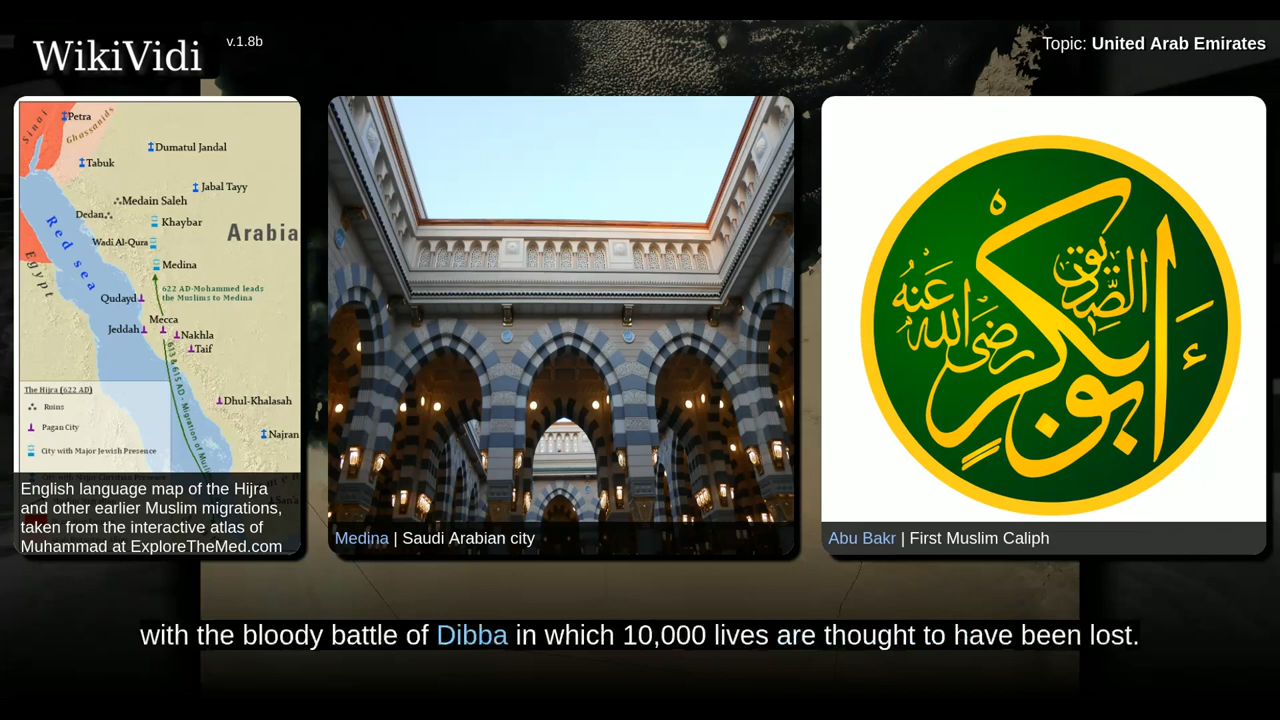 WikiVidi
v.1.8b
Topic: United Arab Emirates
Sinai
Petra
Ghassanids
Dumatul Jandal
Tabuk
Jabal Tayy
Medain Saleh
Dedan
Khaybar
Arabia
Wadi Al-Qura
Red sea
Egypt
Medina
622 AD-Mohammed leads
the Muslims to Medina
Qudayd
Mecca
Jeddah
Nakhla
Taif
613 & 615 AD - Migration of
Dhul-Khalasah
Najran
The Hijra (622 AD)
Ruins
Pagan City
City with Major Jewish Presence
English language map of the Hijra
and other earlier Muslim migrations,
taken from the interactive atlas of
Muhammad at ExploreTheMed.com
Medina | Saudi Arabian city
أبو بكر الصديق رضي الله عنه
Abu Bakr | First Muslim Caliph
with the bloody battle of Dibba in which 10,000 lives are thought to have been lost.